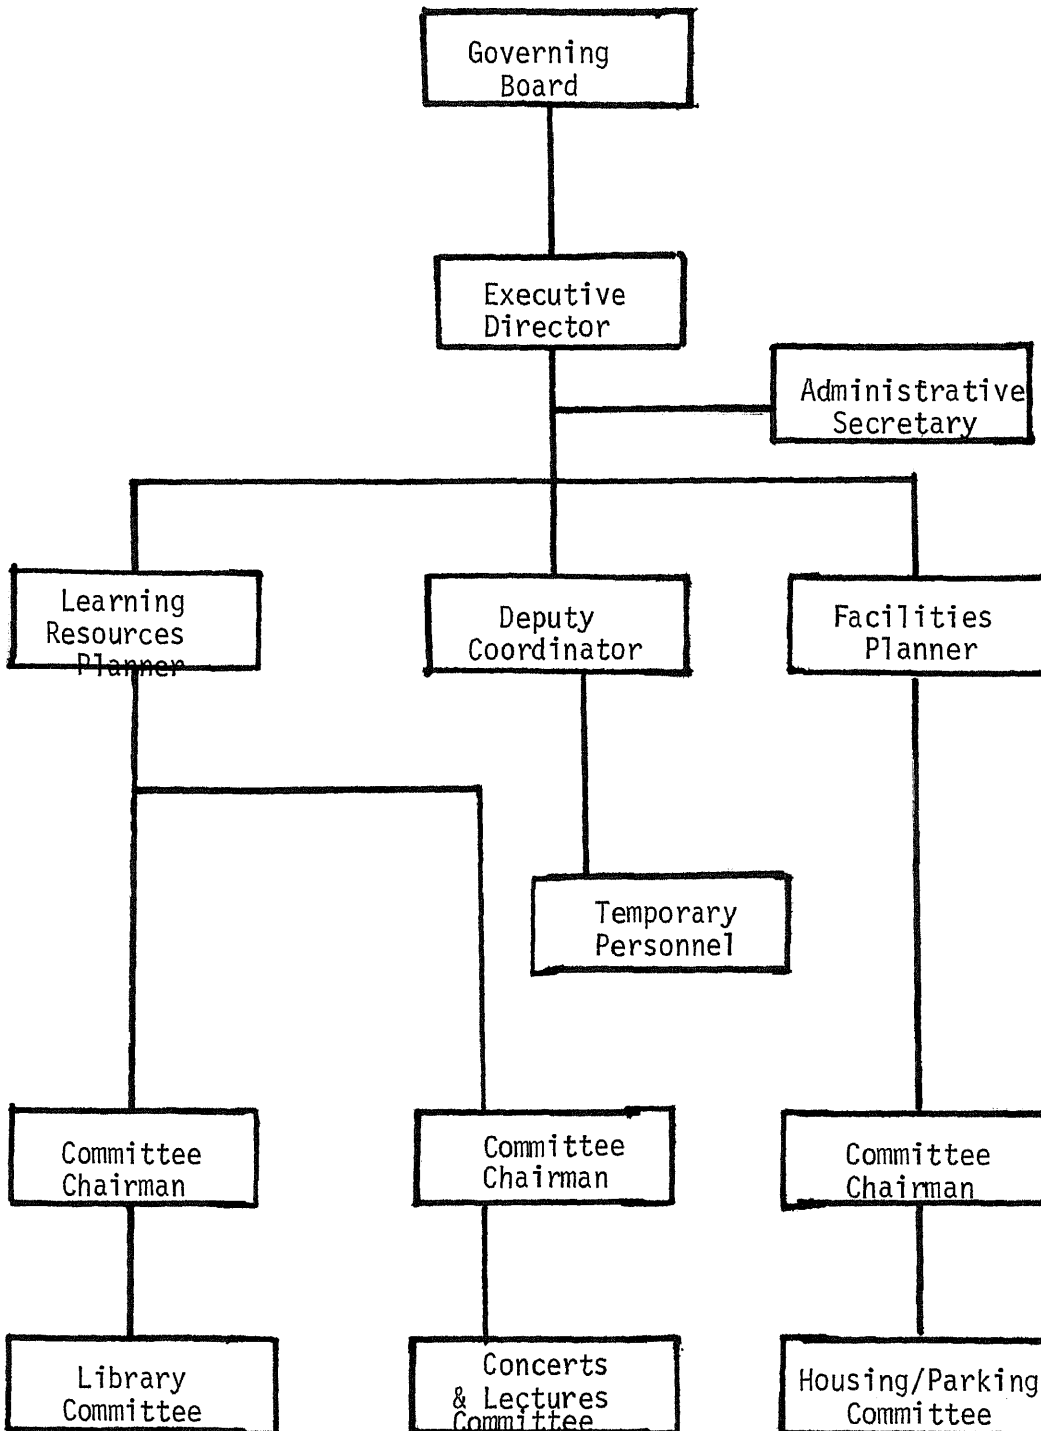 Governing
Board
Executive
Director
Administrative
Secretary
Learning
Resources
Planner
Deputy
Coordinator
Facilities
Planner
Temporary
Personnel
Committee
Chairman
Committee
Chairman
Committee
Chairman
Library
Committee
Concerts
& Lectures
Committee
Housing/Parking
Committee